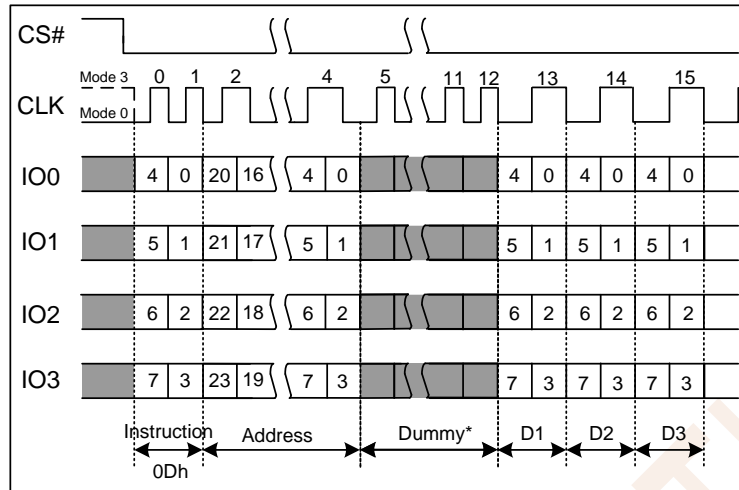 CS#
Mode 3 0 1 2 4 5 11 12 13 14 15
CLK
Mode 0
IO0 4 0 20 16 4 0 4 0 4 0 4 0
IO1 5 1 21 17 5 1 5 1 5 1 5 1
IO2 6 2 22 18 6 2 6 2 6 2 6 2
IO3 7 3 23 19 7 3 7 3 7 3 7 3
Instruction Address Dummy* D1 D2 D3
0Dh